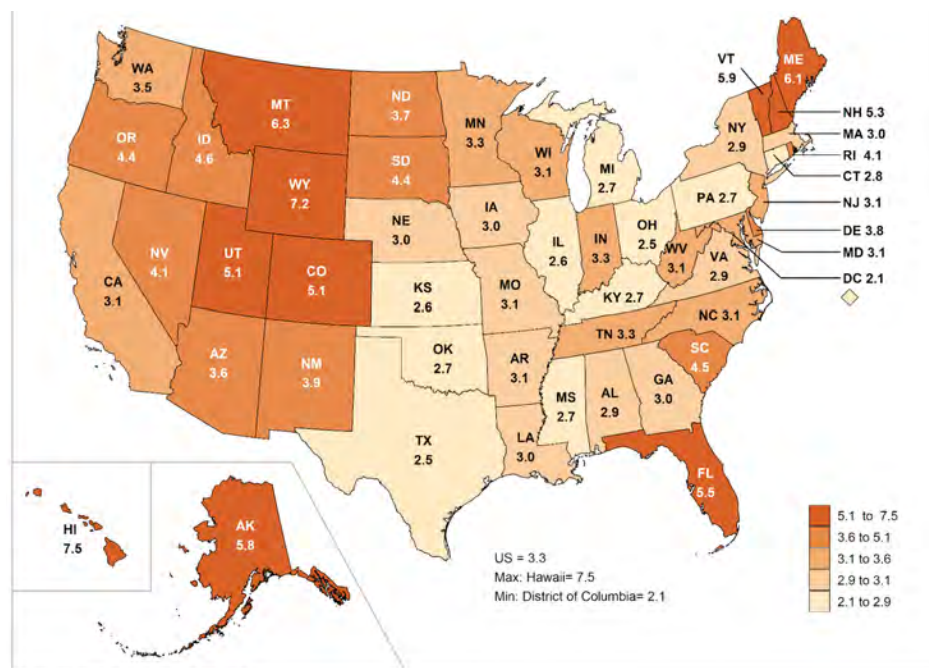 WA
3.5
MT
6.3
ND
3.7
MN
3.3
VT
5.9
ME
6.1
OR
4.4
ID
4.6
WY
7.2
SD
4.4
WI
3.1
MI
2.7
NY
2.9
NH 5.3
MA 3.0
RI 4.1
CT 2.8
NJ 3.1
DE 3.8
MD 3.1
DC 2.1
CA
3.1
NV
4.1
UT
5.1
CO
5.1
NE
3.0
KS
2.6
IA
3.0
MO
3.1
IL
2.6
IN
3.3
OH
2.5
PA 2.7
WV
3.1
VA
2.9
KY 2.7
NC 3.1
TN 3.3
SC
4.5
AZ
3.6
NM
3.9
OK
2.7
AR
3.1
TX
2.5
LA
3.0
MS
2.7
AL
2.9
GA
3.0
FL
5.5
HI
7.5
AK
5.8
US = 3.3
Max: Hawaii= 7.5
Min: District of Columbia= 2.1
5.1 to 7.5
3.6 to 5.1
3.1 to 3.6
2.9 to 3.1
2.1 to 2.9